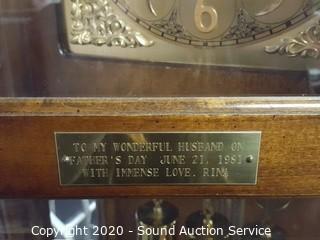 6
TO MY WONDERFUL HUSBAND ON
FATHER'S DAY JUNE 21, 1981
WITH IMMENSE LOVE, RINA
Copyright 2020 - Sound Auction Service